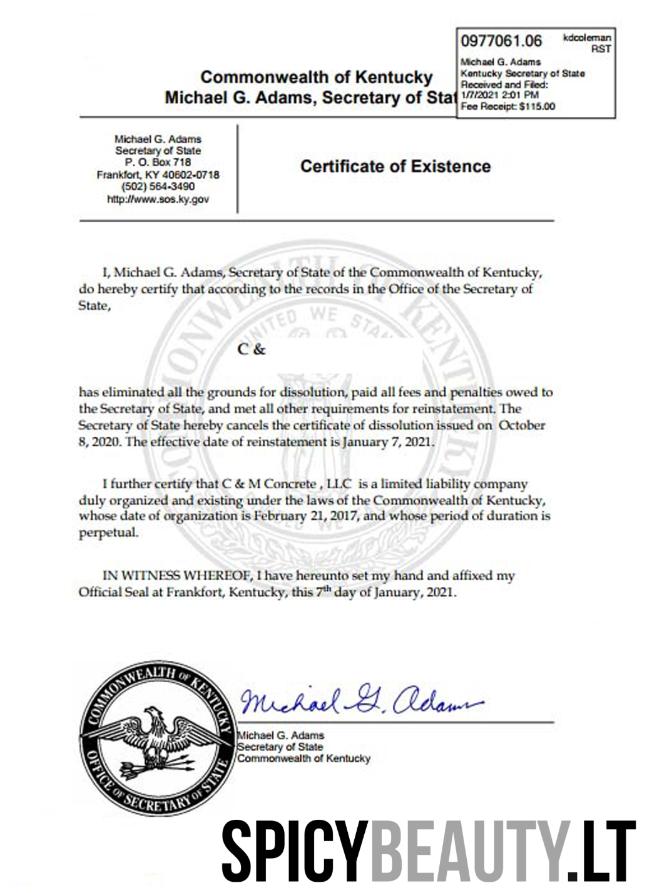 0977061.06
kdcoleman
RST
Michael G. Adams
Kentucky Secretary of State
Received and Filed:
1/7/2021 2:01 PM
Fee Receipt: $115.00
Commonwealth of Kentucky
Michael G. Adams, Secretary of Stat
Michael G. Adams
Secretary of State
P. O. Box 718
Frankfort, KY 40602-0718
(502) 564-3490
http://www.sos.ky.gov
Certificate of Existence
I, Michael G. Adams, Secretary of State of the Commonwealth of Kentucky,
do hereby certify that according to the records in the Office of the Secretary of
State,
C &
has eliminated all the grounds for dissolution, paid all fees and penalties owed to
the Secretary of State, and met all other requirements for reinstatement. The
Secretary of State hereby cancels the certificate of dissolution issued on October
8, 2020. The effective date of reinstatement is January 7, 2021.
I further certify that C & M Concrete , LLC is a limited liability company
duly organized and existing under the laws of the Commonwealth of Kentucky,
whose date of organization is February 21, 2017, and whose period of duration is
perpetual.
IN WITNESS WHEREOF, I have hereunto set my hand and affixed my
Official Seal at Frankfort, Kentucky, this 7th day of January, 2021.
COMMONWEALTH OF KENTUCKY
OFFICE OF SECRETARY OF STATE
Michael G. Adams
Michael G. Adams
Secretary of State
Commonwealth of Kentucky
COMMONWEALTH OF KENTUCKY
UNITED WE STAN
SPICYBEAUTY.LT